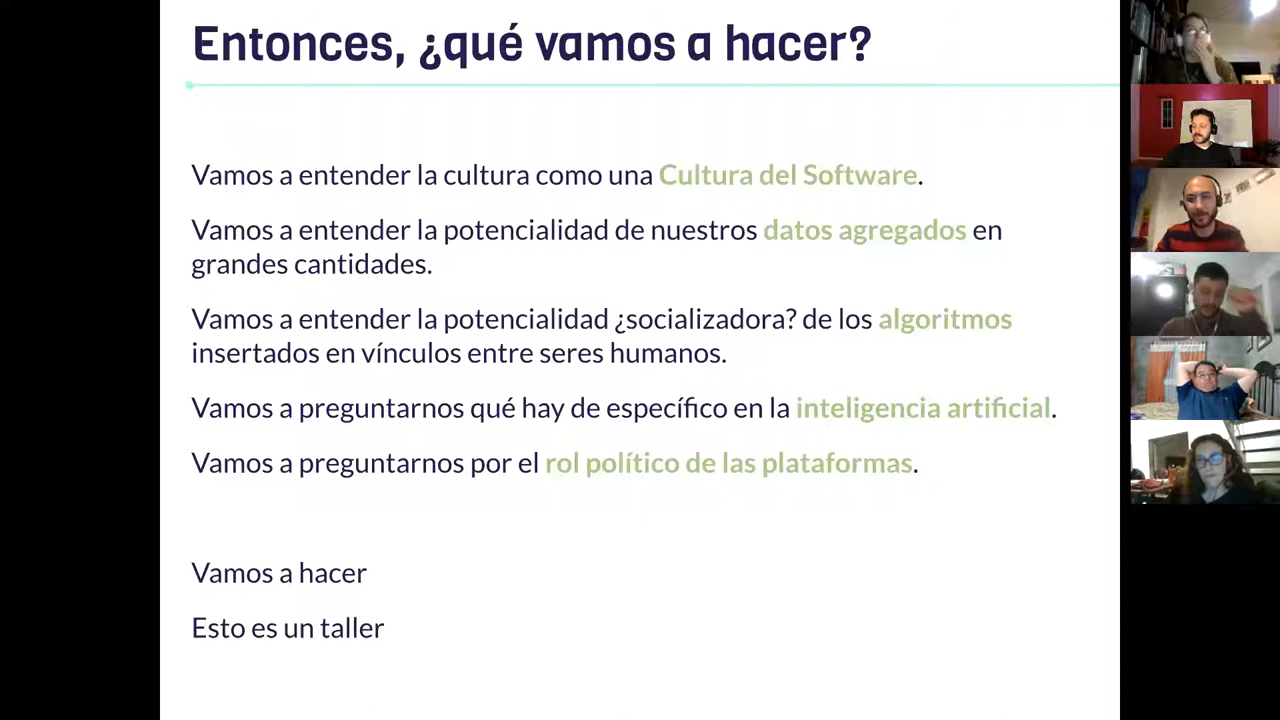 Entonces, ¿qué vamos a hacer?
Vamos a entender la cultura como una Cultura del Software.
Vamos a entender la potencialidad de nuestros datos agregados en
grandes cantidades.
Vamos a entender la potencialidad ¿socializadora? de los algoritmos
insertados en vínculos entre seres humanos.
Vamos a preguntarnos qué hay de específico en la inteligencia artificial.
Vamos a preguntarnos por el rol político de las plataformas.
Vamos a hacer
Esto es un taller